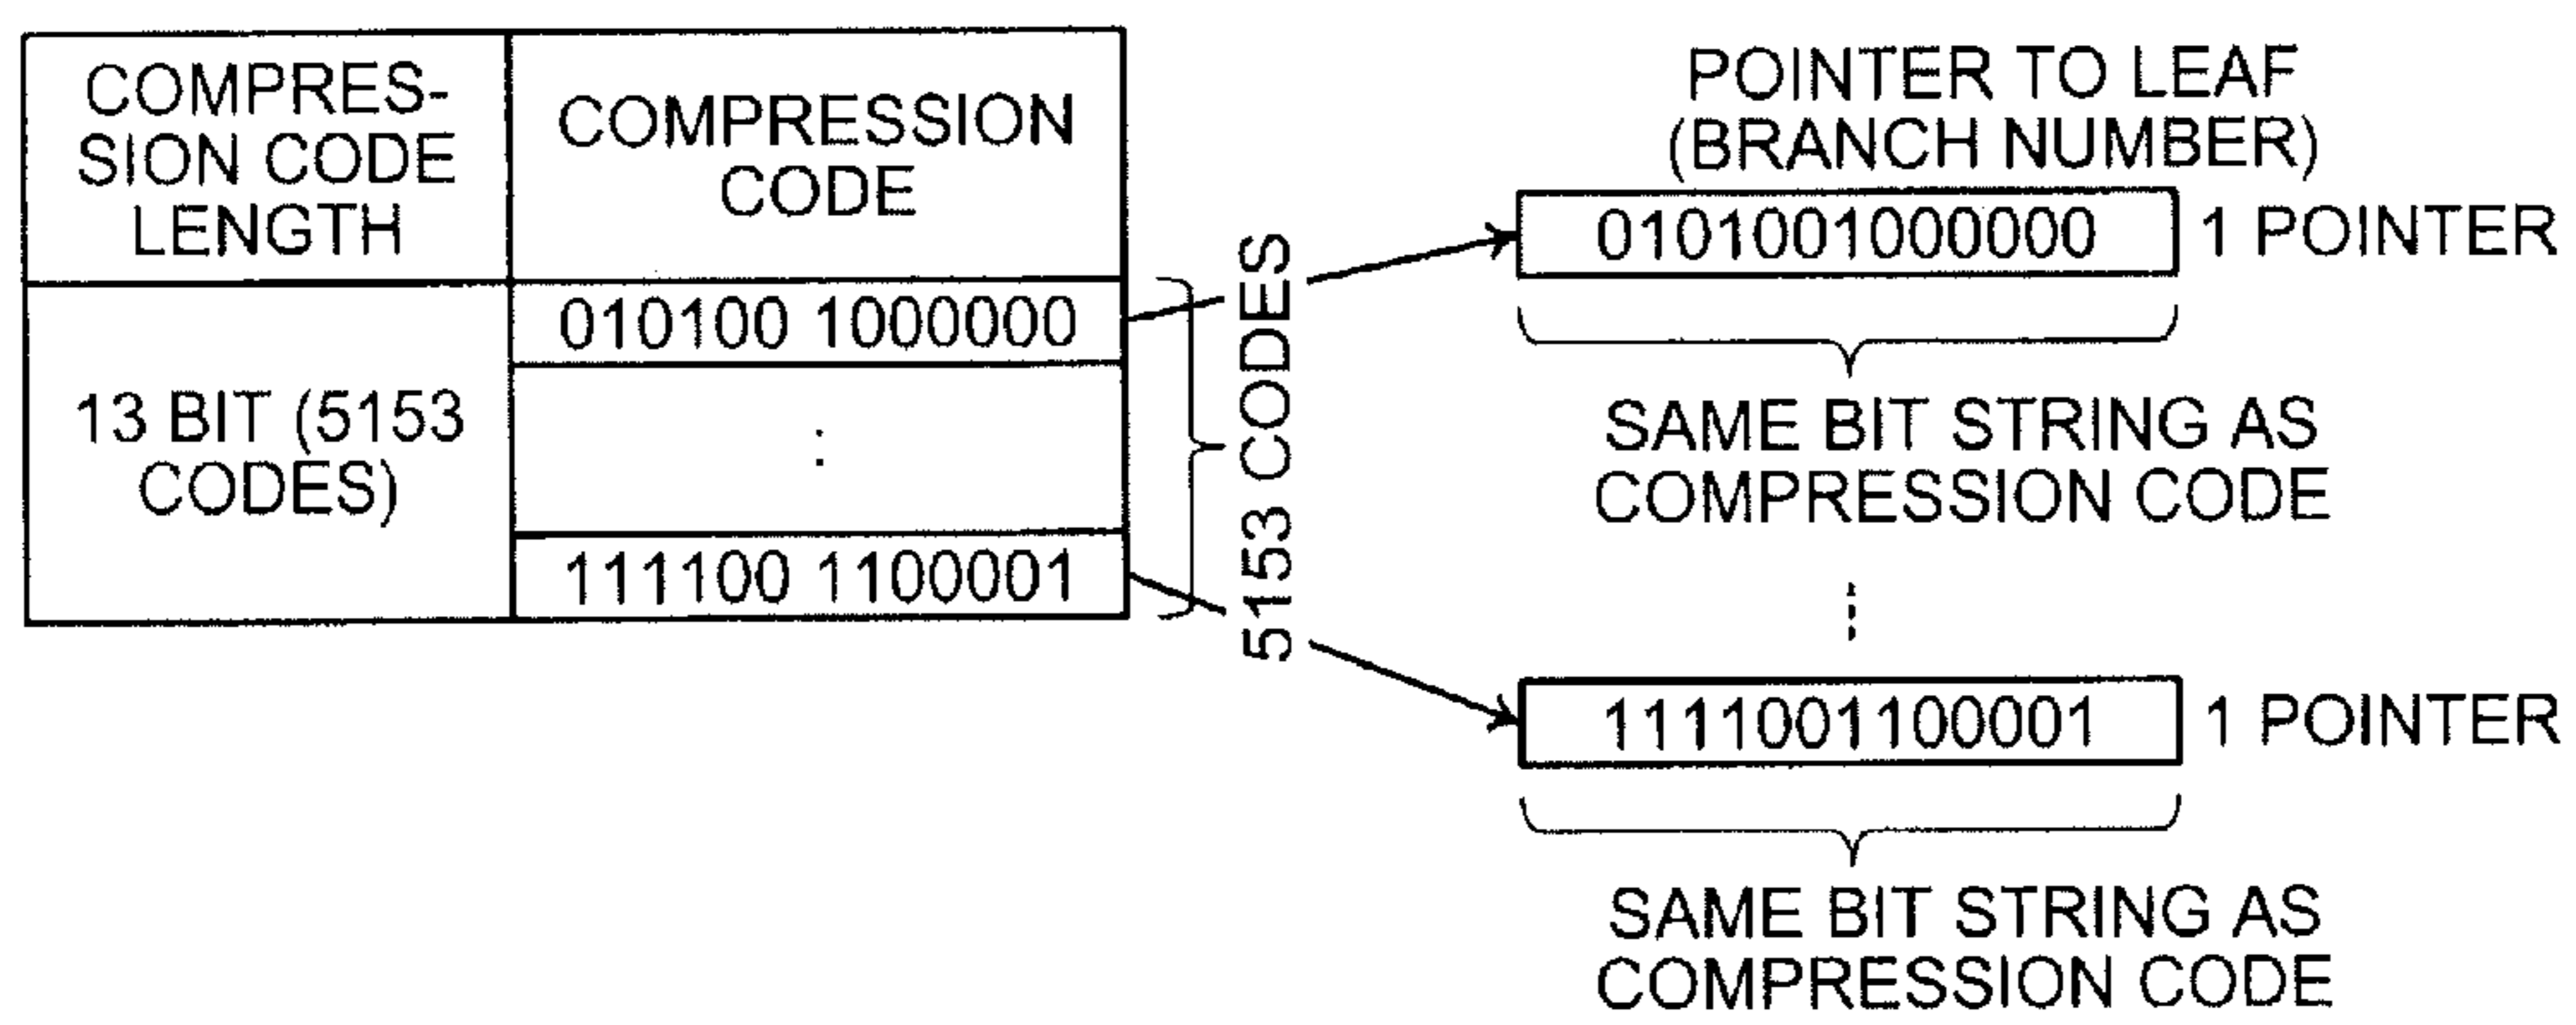 COMPRES-
SION CODE
LENGTH
COMPRESSION
CODE
13 BIT (5153
CODES)
010100 1000000
:
111100 1100001
5153 CODES
POINTER TO LEAF
(BRANCH NUMBER)
0101001000000
1 POINTER
SAME BIT STRING AS
COMPRESSION CODE
1111001100001
1 POINTER
SAME BIT STRING AS
COMPRESSION CODE